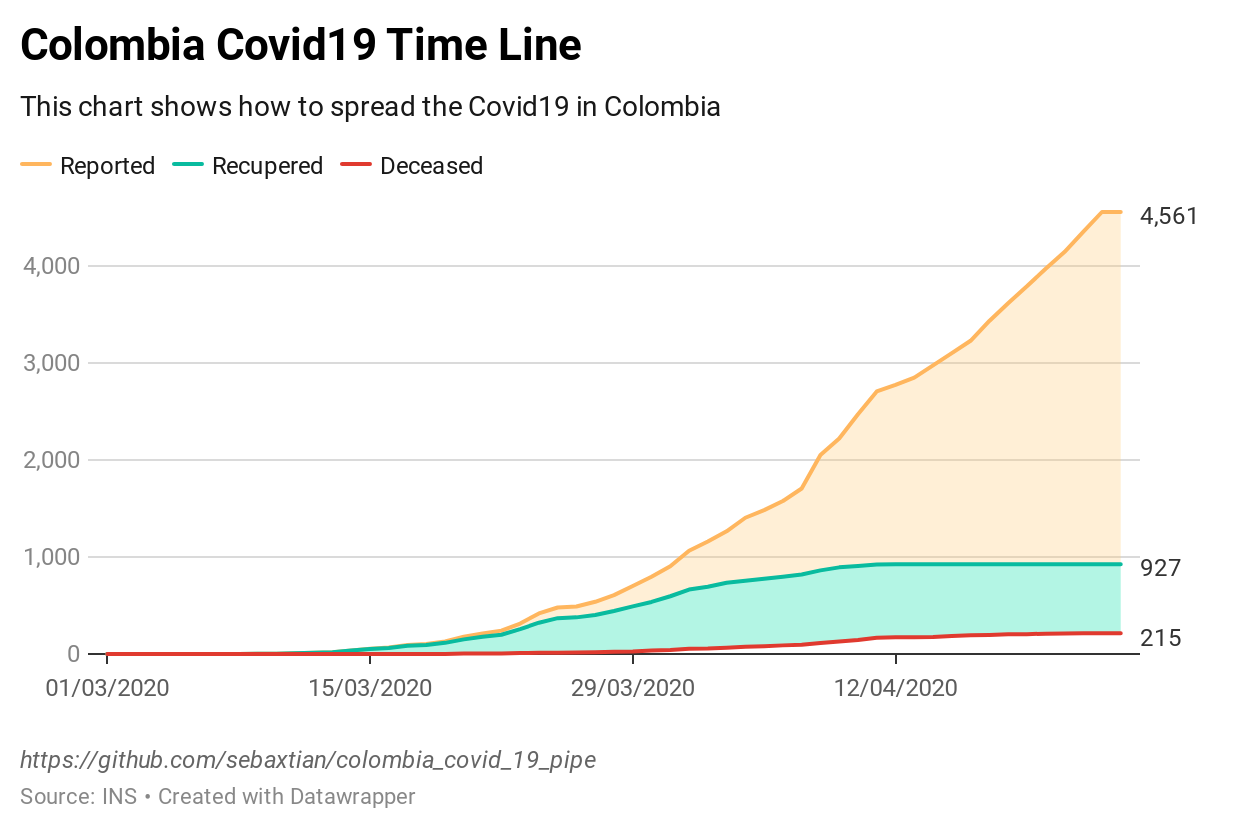 Colombia Covid19 Time Line
This chart shows how to spread the Covid19 in Colombia
Reported Recupered Deceased
4,561
4,000
3,000
2,000
1,000
927
215
0
01/03/2020 15/03/2020 29/03/2020 12/04/2020
https://github.com/sebaxtian/colombia_covid_19_pipe
Source: INS • Created with Datawrapper